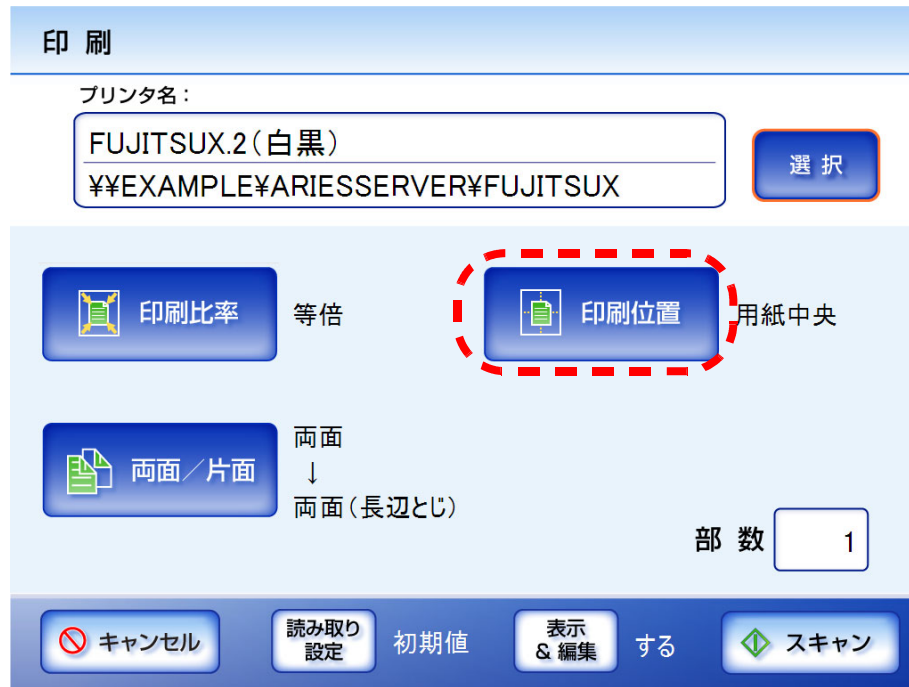 印 刷
プリンタ名：
FUJITSUX.2（白黒）
¥¥EXAMPLE¥ARIESSERVER¥FUJITSUX
選 択
印刷比率
等倍
印刷位置
用紙中央
両面／片面
両面
↓
両面（長辺とじ）
部 数
1
キャンセル
読み取り
設定
初期値
表示
& 編集
する
スキャン